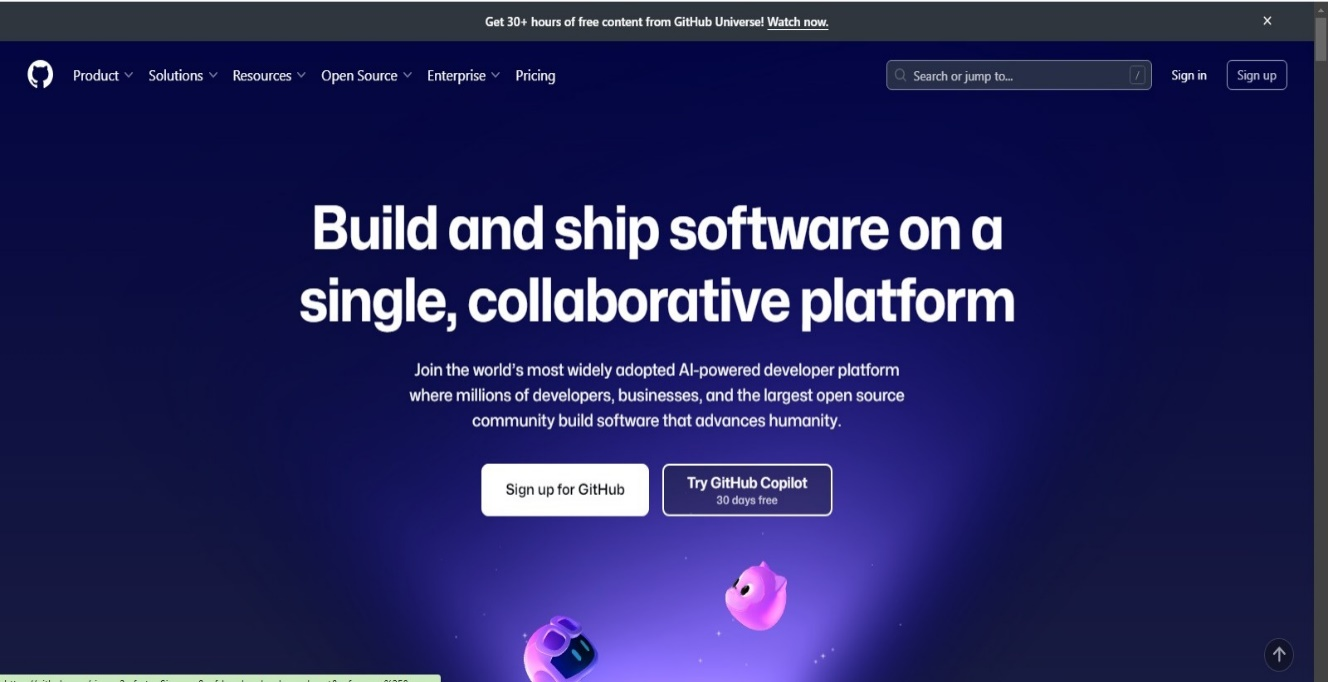 Get 30+ hours of free content from GitHub Universe! Watch now.
Product Solutions Resources Open Source Enterprise Pricing Search or jump to... / Sign in Sign up
Build and ship software on a
single, collaborative platform
Join the world's most widely adopted AI-powered developer platform
where millions of developers, businesses, and the largest open source
community build software that advances humanity.
Sign up for GitHub
Try GitHub Copilot
30 days free